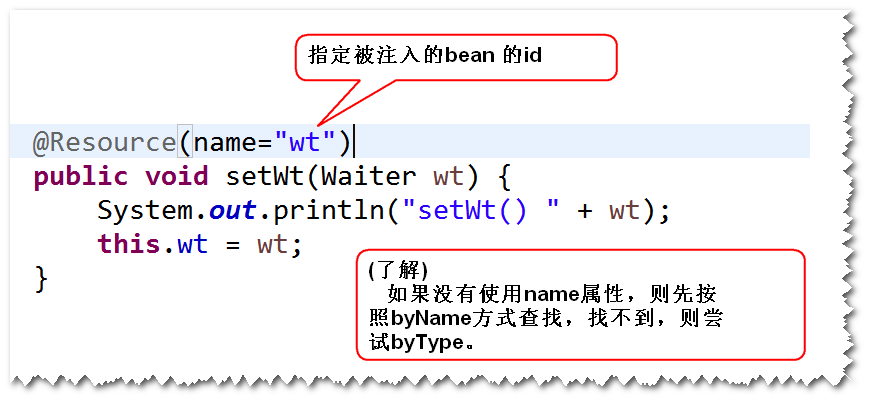 指定被注入的bean 的id
@Resource(name="wt")
public void setWt(Waiter wt) {
    System.out.println("setWt() " + wt);
    this.wt = wt;
}
(了解)
如果没有使用name属性，则先按
照byName方式查找，找不到，则尝
试byType。